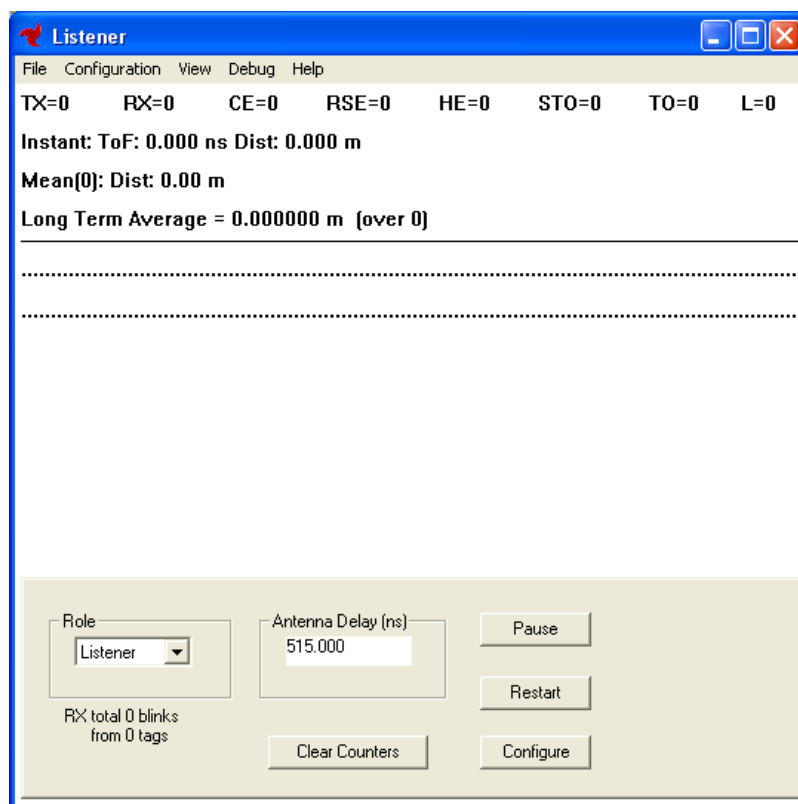 Listener
File Configuration View Debug Help
TX=0 RX=0 CE=0 RSE=0 HE=0 STO=0 TO=0 L=0
Instant: ToF: 0.000 ns Dist: 0.000 m
Mean(0): Dist: 0.00 m
Long Term Average = 0.000000 m (over 0)
Role
Listener
RX total 0 blinks
from 0 tags
Antenna Delay (ns)
515.000
Clear Counters
Pause
Restart
Configure